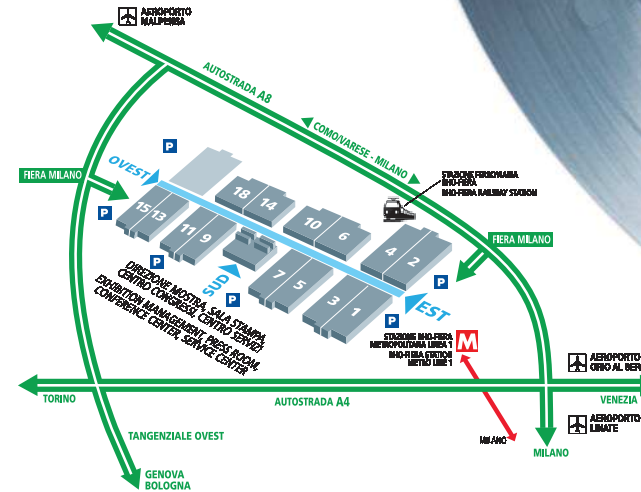 AEROPORTO
MALPENSA
AUTOSTRADA A8
COMO/VARESE - MILANO
OVEST
P
FIERA MILANO
STAZIONE FERROVIARIA
RHO-FIERA
RHO-FIERA RAILWAY STATION
18
14
10
6
4
2
15
13
11
9
P
P
FIERA MILANO
7
5
3
1
SUD
EST
P
P
P
DIREZIONE MOSTRA, SALA STAMPA,
CENTRO CONGRESSI, CENTRO SERVIZI
EXHIBITION MANAGEMENT, PRESS ROOM,
CONFERENCE CENTER, SERVICE CENTER
STAZIONE RHO-FIERA
METROPOLITANA LINEA 1
RHO-FIERA STATION
METRO LINE 1
M
AEROPORTO
ORIO AL SER
TORINO
AUTOSTRADA A4
VENEZIA
AEROPORTO
LINATE
MILANO
MILANO
TANGENZIALE OVEST
GENOVA
BOLOGNA